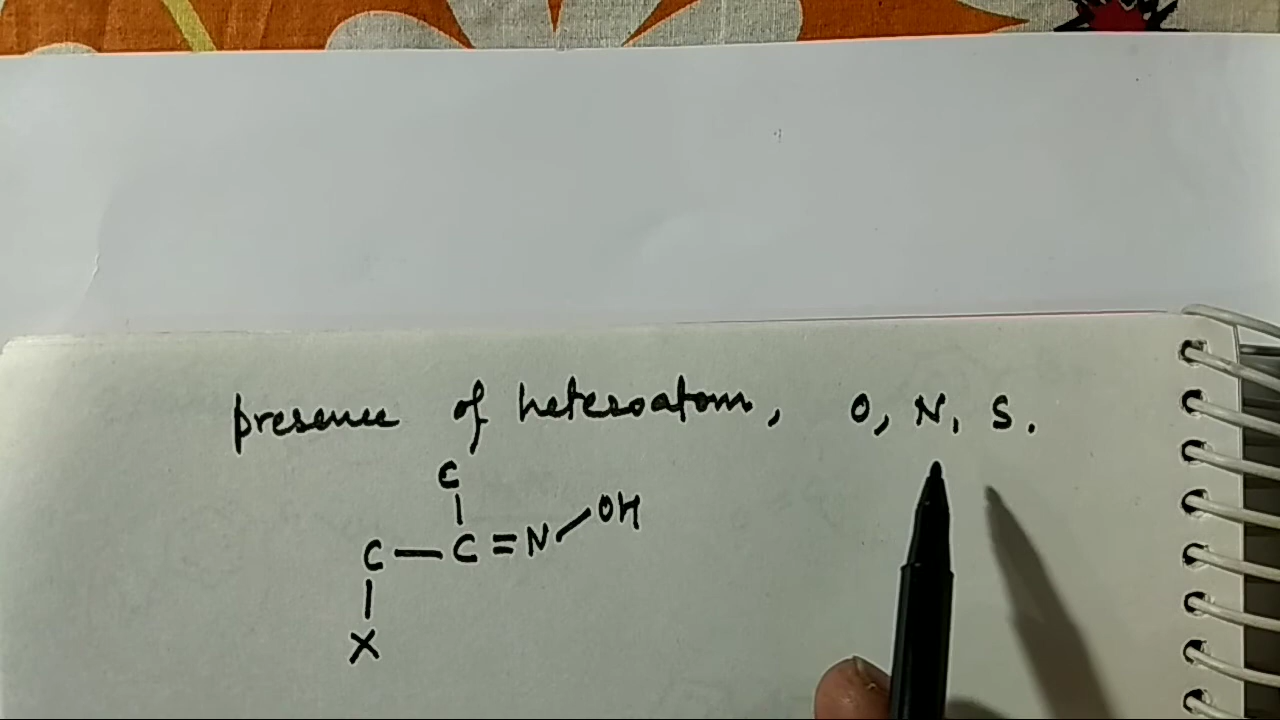 presence of heteroatom, O, N, S.
C
C — C = N — OH
X